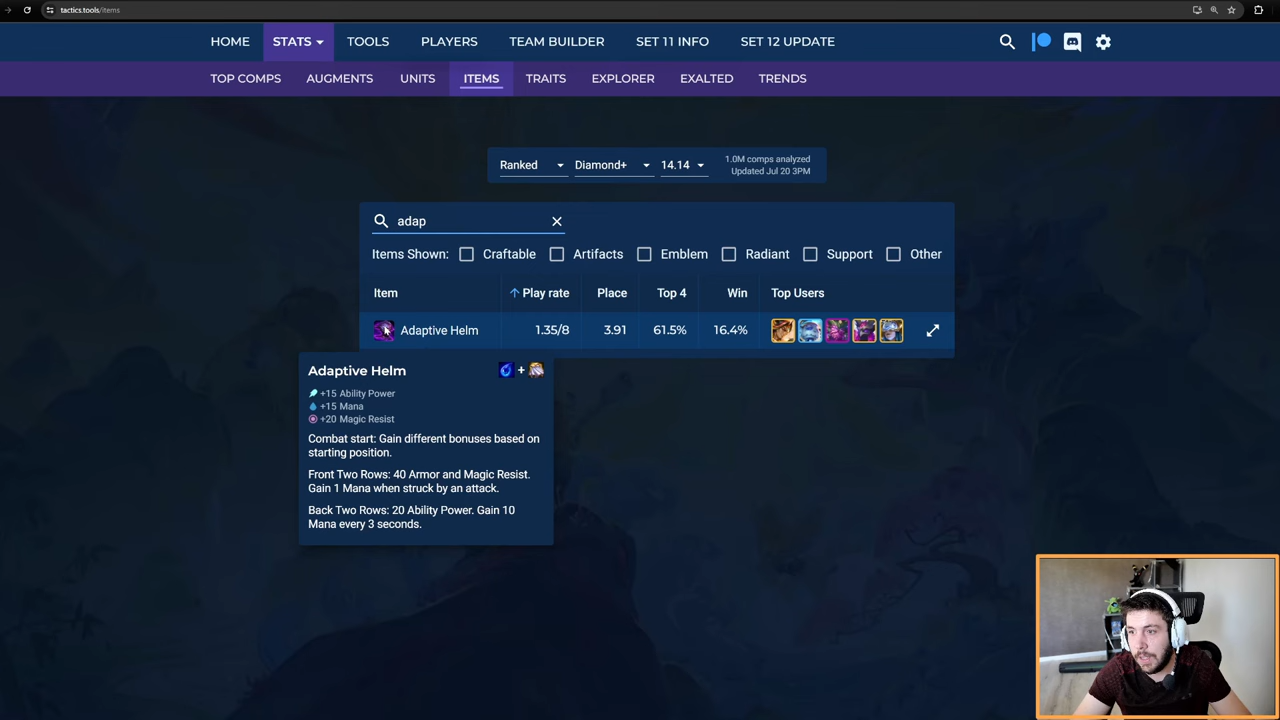 tactics.tools/items
HOME STATS TOOLS PLAYERS TEAM BUILDER SET 11 INFO SET 12 UPDATE
TOP COMPS AUGMENTS UNITS ITEMS TRAITS EXPLORER EXALTED TRENDS
Ranked Diamond+ 14.14 1.0M comps analyzed
Updated Jul 20 3PM
adap
Items Shown: Craftable Artifacts Emblem Radiant Support Other
Item Play rate Place Top 4 Win Top Users
Adaptive Helm 1.35/8 3.91 61.5% 16.4%
Adaptive Helm +
+15 Ability Power
+15 Mana
+20 Magic Resist
Combat start: Gain different bonuses based on
starting position.
Front Two Rows: 40 Armor and Magic Resist.
Gain 1 Mana when struck by an attack.
Back Two Rows: 20 Ability Power. Gain 10
Mana every 3 seconds.